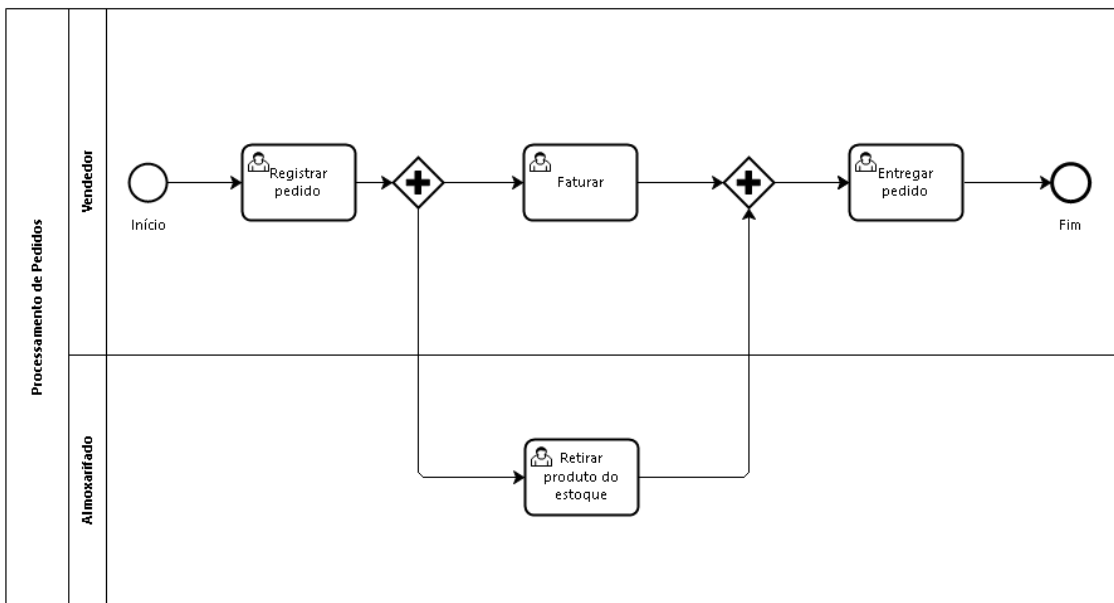 Processamento de Pedidos
Vendedor
Início
Registrar
pedido
Faturar
Entregar
pedido
Fim
Almoxarifado
Retirar
produto do
estoque